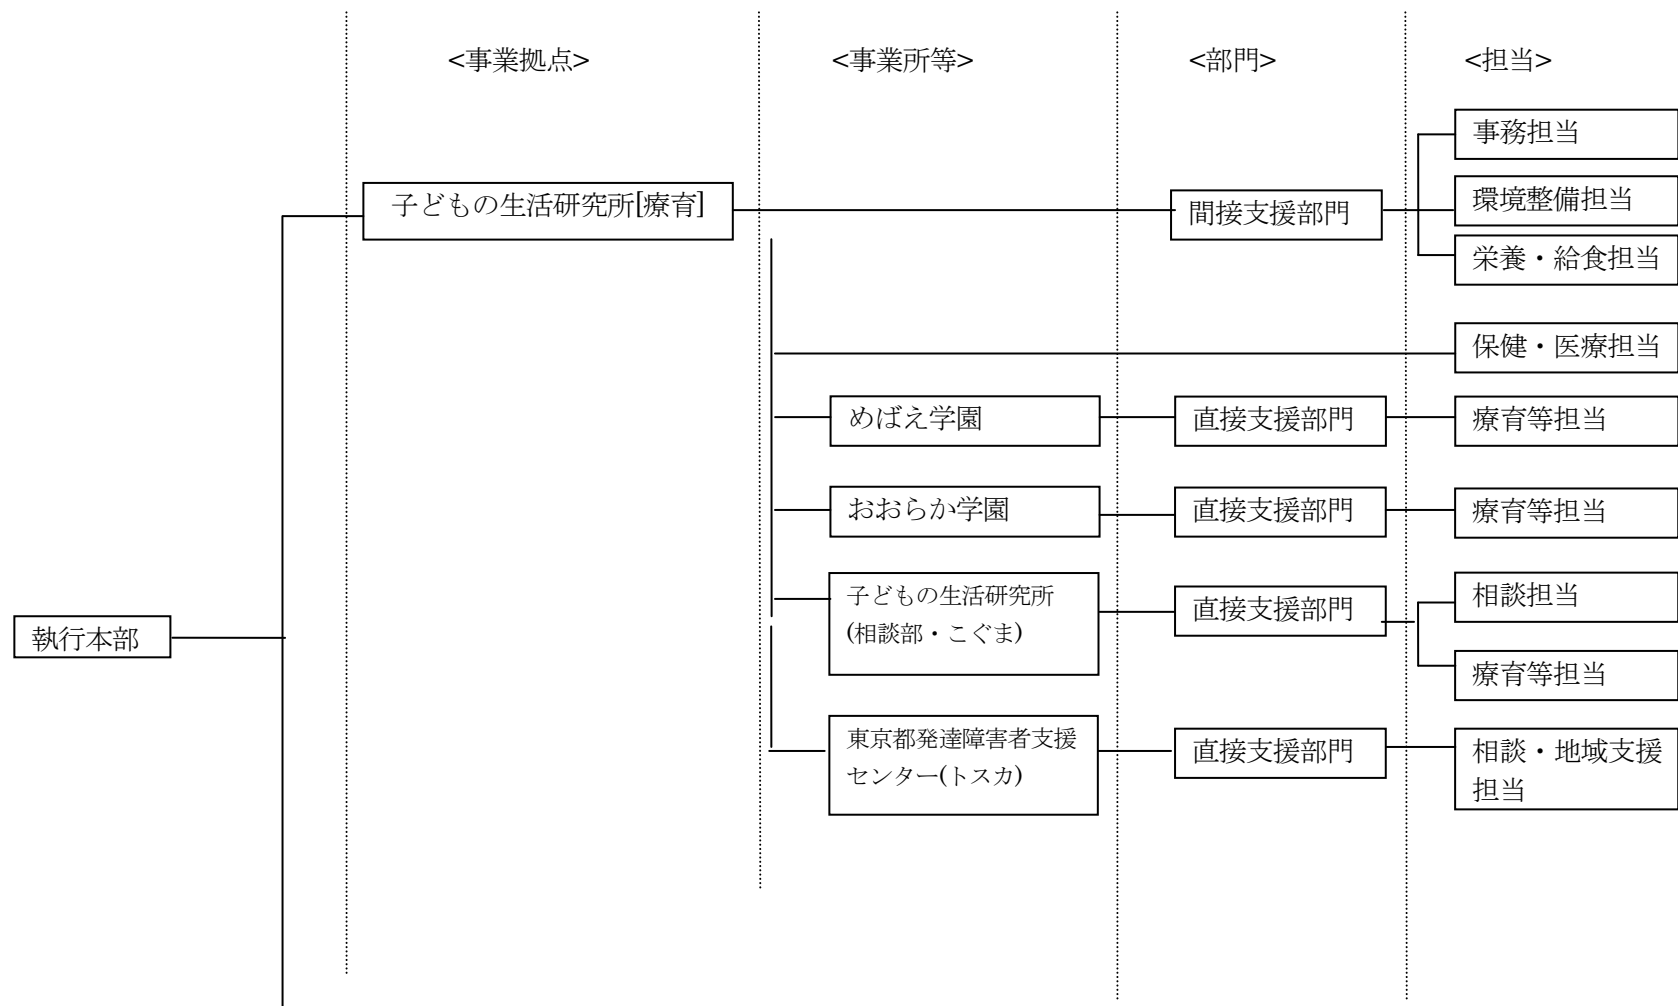 <事業拠点>
<事業所等>
<部門>
<担当>
事務担当
子どもの生活研究所[療育]
間接支援部門
環境整備担当
栄養・給食担当
保健・医療担当
めばえ学園
直接支援部門
療育等担当
おおらか学園
直接支援部門
療育等担当
子どもの生活研究所
(相談部・こぐま)
直接支援部門
相談担当
療育等担当
執行本部
東京都発達障害者支援
センター(トスカ)
直接支援部門
相談・地域支援
担当